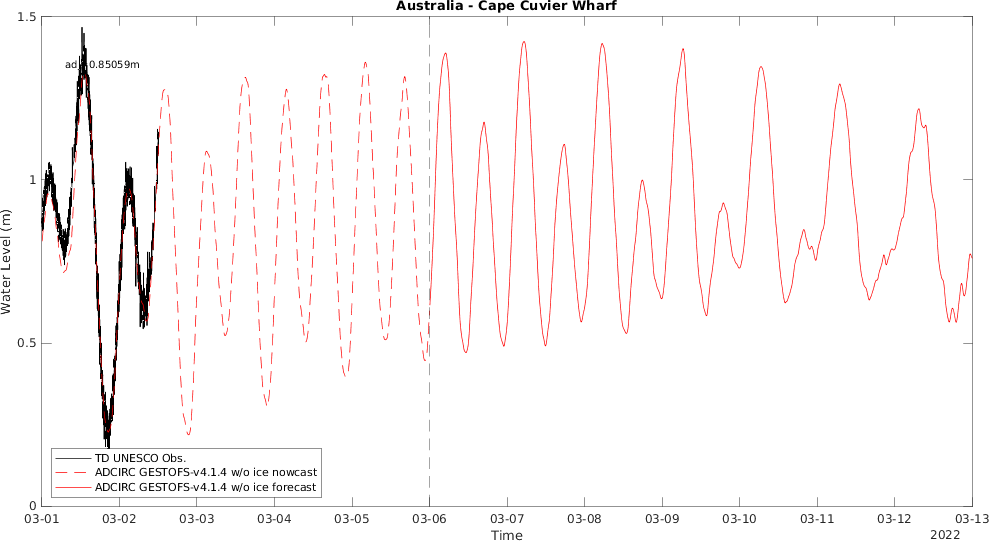 Australia - Cape Cuvier Wharf
1.5
1
0.5
0
Water Level (m)
0.85059m
TD UNESCO Obs.
ADCIRC GESTOFS-v4.1.4 w/o ice nowcast
ADCIRC GESTOFS-v4.1.4 w/o ice forecast
03-01 03-02 03-03 03-04 03-05 03-06 03-07 03-08 03-09 03-10 03-11 03-12 03-13
Time
2022